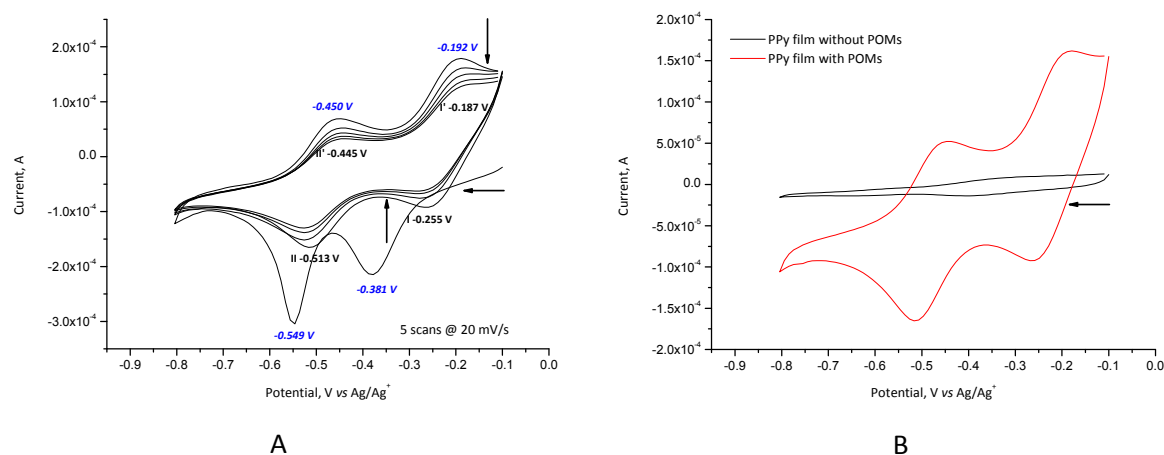 2.0x10⁻⁴
1.0x10⁻⁴
0.0
-1.0x10⁻⁴
-2.0x10⁻⁴
-3.0x10⁻⁴
Current, A
-0.192 V
-0.450 V
I' -0.187 V
II' -0.445 V
I -0.255 V
II -0.513 V
-0.381 V
-0.549 V
5 scans @ 20 mV/s
-0.9 -0.8 -0.7 -0.6 -0.5 -0.4 -0.3 -0.2 -0.1 0.0
Potential, V vs Ag/Ag⁺
A
2.0x10⁻⁴
1.5x10⁻⁴
1.0x10⁻⁴
5.0x10⁻⁵
0.0
-5.0x10⁻⁵
-1.0x10⁻⁴
-1.5x10⁻⁴
-2.0x10⁻⁴
Current, A
PPy film without POMs
PPy film with POMs
-0.9 -0.8 -0.7 -0.6 -0.5 -0.4 -0.3 -0.2 -0.1 0.0
Potential, V vs Ag/Ag⁺
B